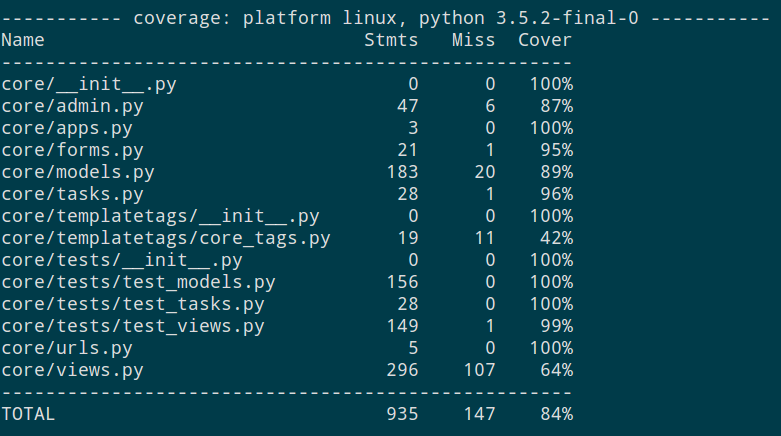 ----------- coverage: platform linux, python 3.5.2-final-0 -----------
Name                             Stmts   Miss  Cover
----------------------------------------------------
core/__init__.py                     0      0   100%
core/admin.py                       47      6    87%
core/apps.py                         3      0   100%
core/forms.py                       21      1    95%
core/models.py                     183     20    89%
core/tasks.py                       28      1    96%
core/templatetags/__init__.py        0      0   100%
core/templatetags/core_tags.py      19     11    42%
core/tests/__init__.py               0      0   100%
core/tests/test_models.py          156      0   100%
core/tests/test_tasks.py            28      0   100%
core/tests/test_views.py           149      1    99%
core/urls.py                         5      0   100%
core/views.py                      296    107    64%
----------------------------------------------------
TOTAL                              935    147    84%